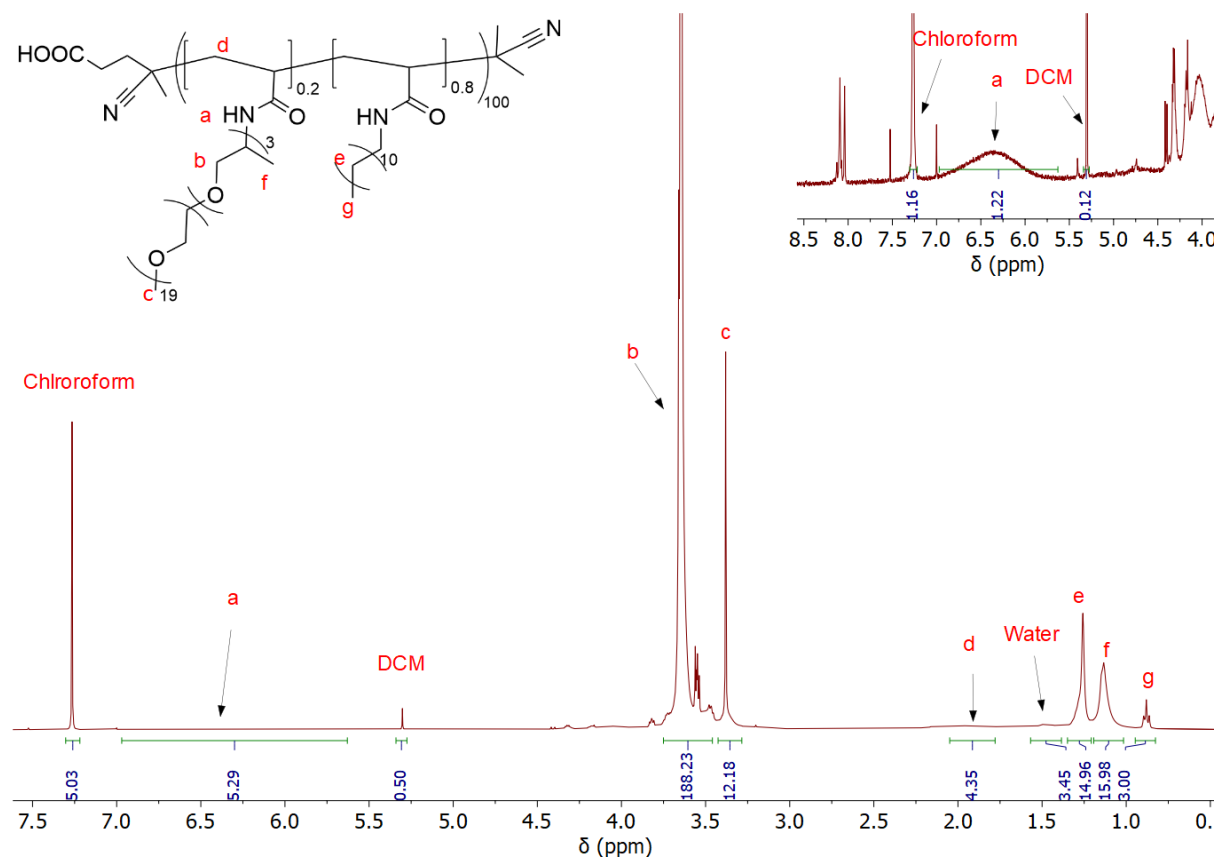 d
HOOC
N
N
0.2
0.8
100
a
HN
O
HN
O
3
b
O
f
e
10
g
O
c
19
Chloroform
a
DCM
1.16
1.22
0.12
8.5 8.0 7.5 7.0 6.5 6.0 5.5 5.0 4.5 4.0
δ (ppm)
b
c
Chlroroform
a
DCM
d
Water
e
f
g
5.03
5.29
0.50
188.23
12.18
4.35
3.45
14.96
15.98
3.00
7.5 7.0 6.5 6.0 5.5 5.0 4.5 4.0 3.5 3.0 2.5 2.0 1.5 1.0 0.
δ (ppm)